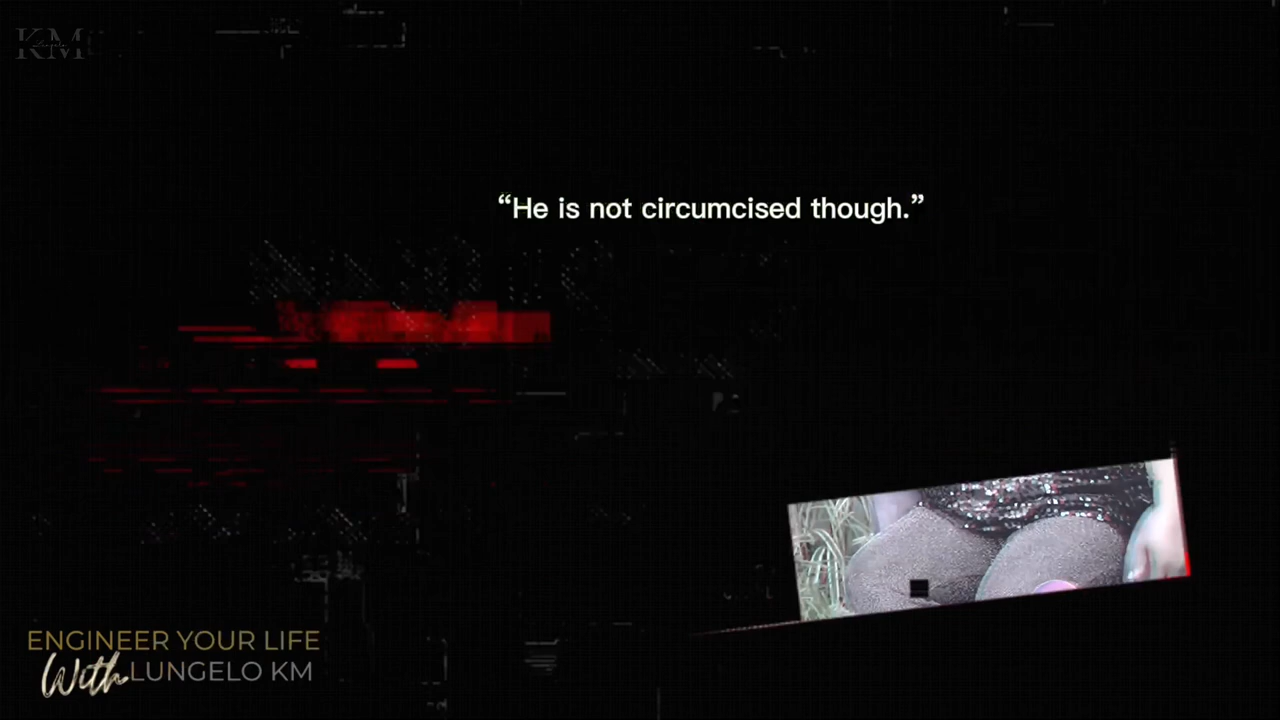 KM
“He is not circumcised though.”
ENGINEER YOUR LIFE
With LUNGELO KM